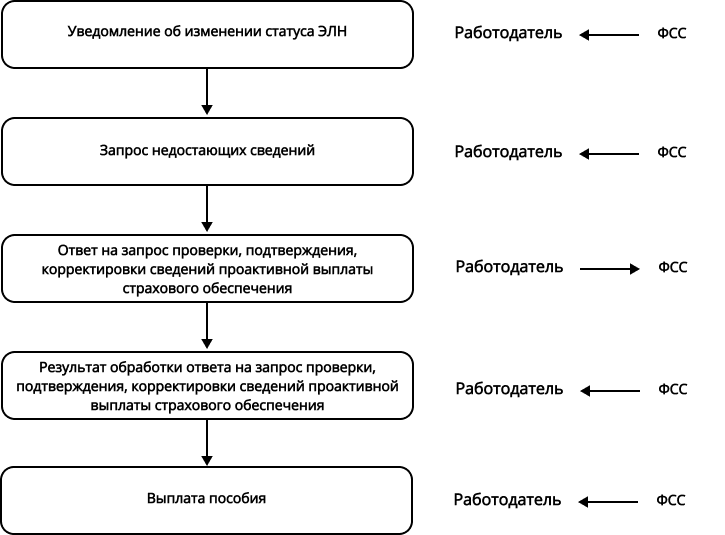 Уведомление об изменении статуса ЭЛН
Работодатель ФСС
Запрос недостающих сведений
Работодатель ФСС
Ответ на запрос проверки, подтверждения,
корректировки сведений проактивной выплаты
страхового обеспечения
Работодатель ФСС
Результат обработки ответа на запрос проверки,
подтверждения, корректировки сведений проактивной
выплаты страхового обеспечения
Работодатель ФСС
Выплата пособия
Работодатель ФСС